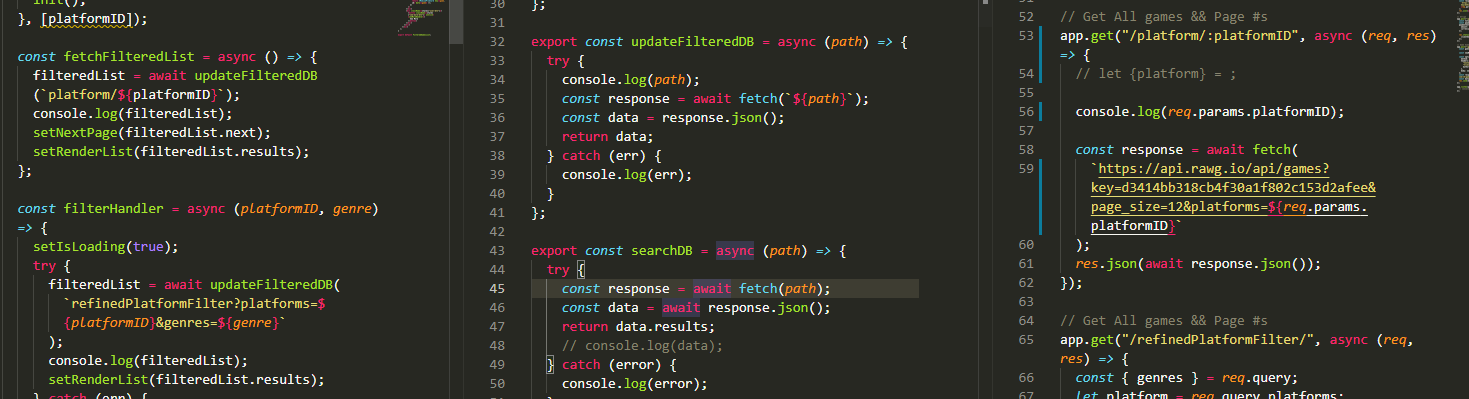 init();
}, [platformID]);
const fetchFilteredList = async () => {
filteredList = await updateFilteredDB
(`platform/${platformID}`);
console.log(filteredList);
setNextPage(filteredList.next);
setRenderList(filteredList.results);
};
const filterHandler = async (platformID, genre)
=> {
setIsLoading(true);
try {
filteredList = await updateFilteredDB(
`refinedPlatformFilter?platforms=$
{platformID}&genres=${genre}`
);
console.log(filteredList);
setRenderList(filteredList.results);
} catch (err) {
30 };
31
32 export const updateFilteredDB = async (path) => {
33 try {
34 console.log(path);
35 const response = await fetch(`${path}`);
36 const data = response.json();
37 return data;
38 } catch (err) {
39 console.log(err);
40 }
41 };
42
43 export const searchDB = async (path) => {
44 try {
45 const response = await fetch(path);
46 const data = await response.json();
47 return data.results;
48 // console.log(data);
49 } catch (error) {
50 console.log(error);
52 // Get All games && Page #s
53 app.get("/platform/:platformID", async (req, res)
=> {
54 // let {platform} = ;
55
56 console.log(req.params.platformID);
57
58 const response = await fetch(
59 `https://api.rawg.io/api/games?
key=d3414bb318cb4f30a1f802c153d2afee&
page_size=12&platforms=${req.params.
platformID}`
60 );
61 res.json(await response.json());
62 });
63
64 // Get All games && Page #s
65 app.get("/refinedPlatformFilter/", async (req,
res) => {
66 const { genres } = req.query;
67 let platform = req.query.platforms;